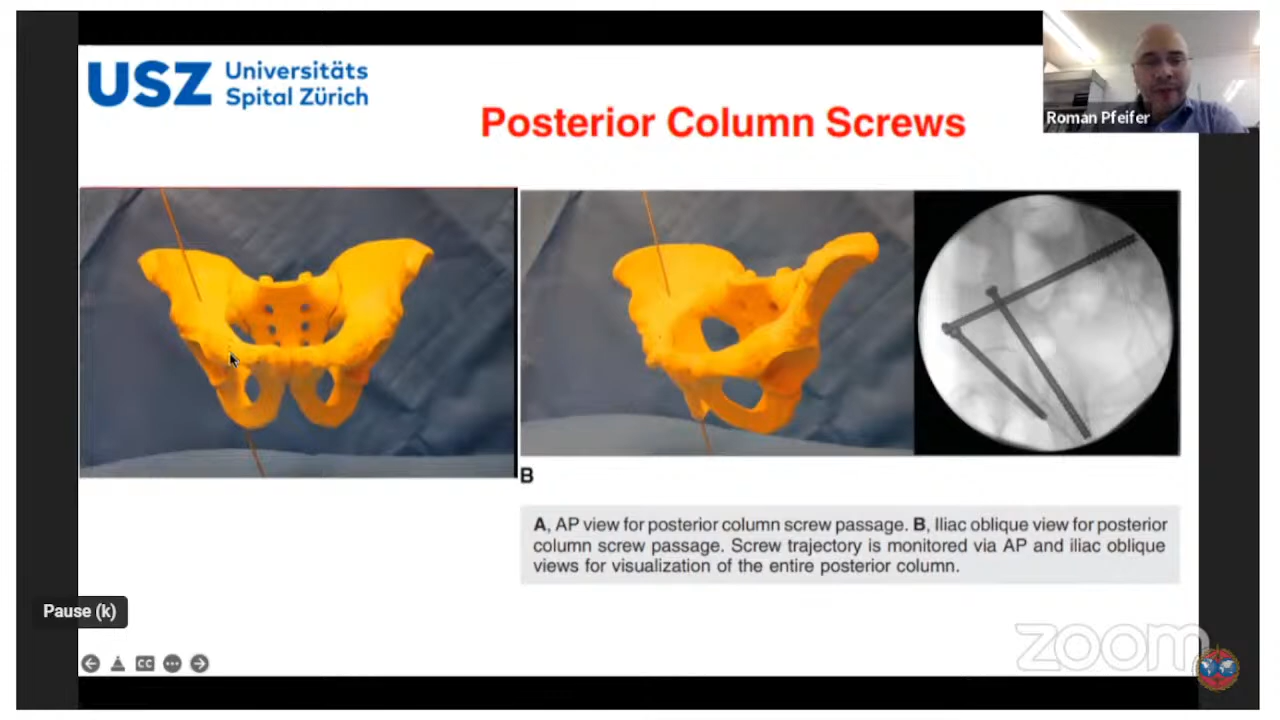 USZ Universitäts
Spital Zürich
Posterior Column Screws
Roman Pfeifer
B
A, AP view for posterior column screw passage. B, Iliac oblique view for posterior
column screw passage. Screw trajectory is monitored via AP and iliac oblique
views for visualization of the entire posterior column.
Pause (k)
CC
zoom